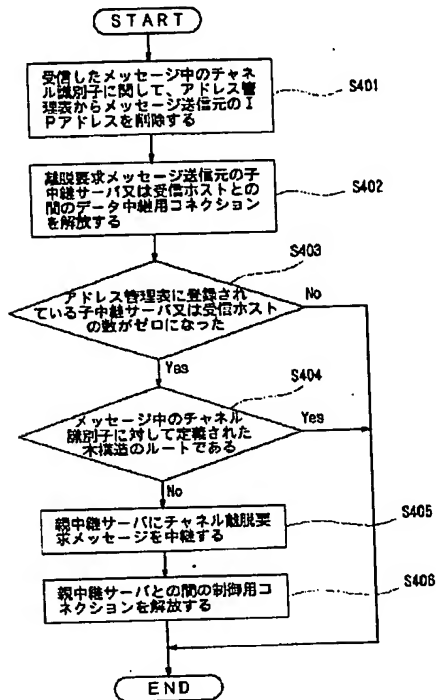 START
受信したメッセージ中のチャネ
ル識別子に関して、アドレス管
理表からメッセージ送信元のI
Pアドレスを削除する
S401
離脱要求メッセージ送信元の子
中継サーバ又は受信ホストとの
間のデータ中継用コネクション
を解放する
S402
S403
アドレス管理表に登録され
ている子中継サーバ又は受信ホスト
の数がゼロになった
No
Yes
S404
メッセージ中のチャネル
識別子に対して定義された
木構造のルートである
Yes
No
親中継サーバにチャネル離脱要
求メッセージを中継する
S405
親中継サーバとの間の制御用コ
ネクションを解放する
S406
END